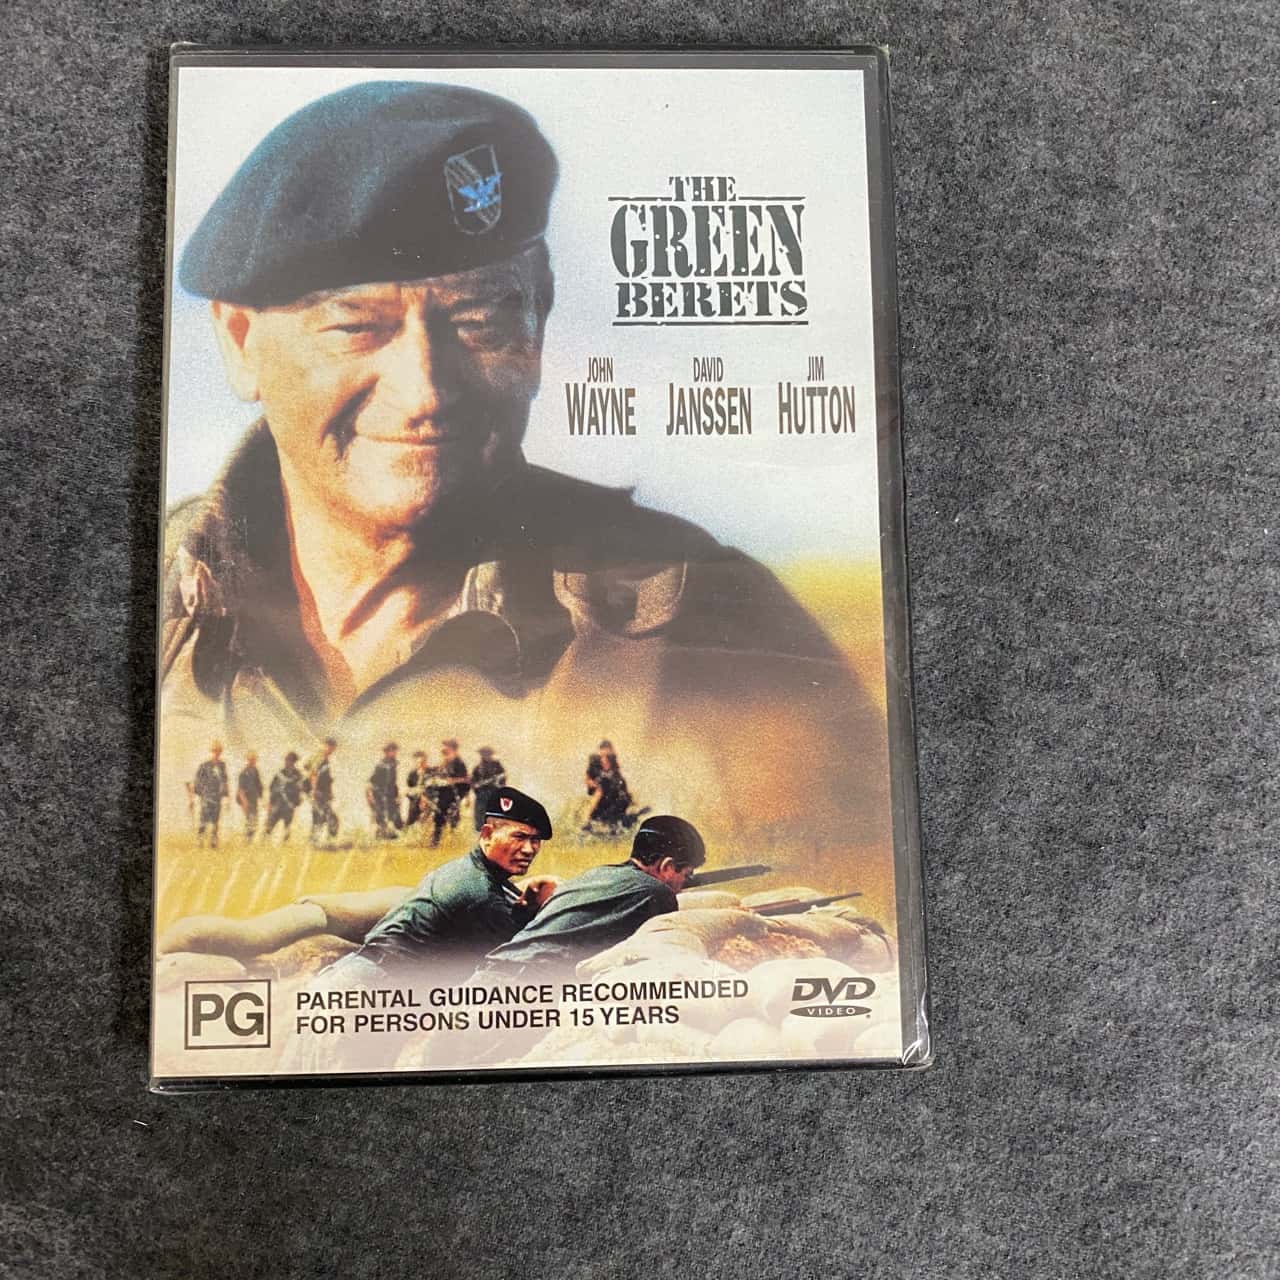 THE
GREEN
BERETS
JOHN WAYNE
DAVID JANSSEN
JIM HUTTON
PG
PARENTAL GUIDANCE RECOMMENDED
FOR PERSONS UNDER 15 YEARS
DVD
VIDEO